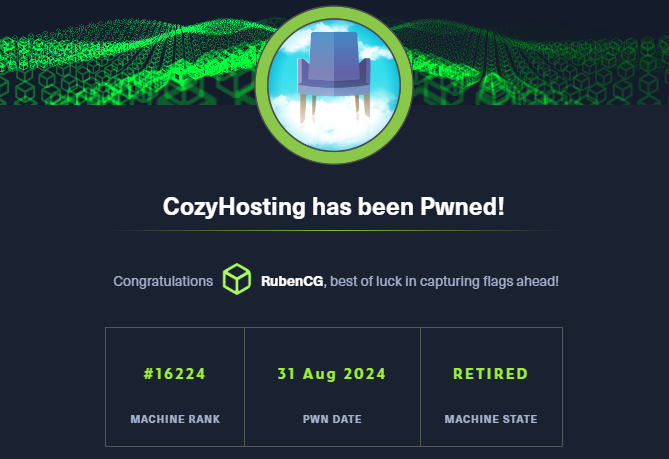 CozyHosting has been Pwned!
Congratulations RubenCG, best of luck in capturing flags ahead!
#16224 31 Aug 2024 RETIRED
MACHINE RANK PWN DATE MACHINE STATE